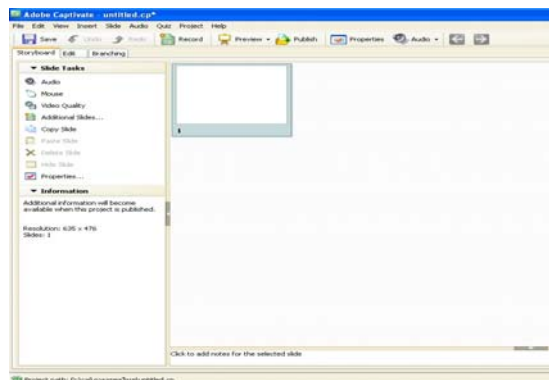 Adobe Captivate - untitled.cp*
File Edit View Insert Slide Audio Quiz Project Help
Save Undo Redo Record Preview Publish Properties Audio
Storyboard Edit Branching
Slide Tasks
Audio
Mouse
Video Quality
Additional Slides...
Copy Slide
Paste Slide
Delete Slide
Hide Slide
Properties...
Information
Additional information will become
available when this project is published.
Resolution: 635 x 476
Slides: 1
1
Click to add notes for the selected slide
Project path: